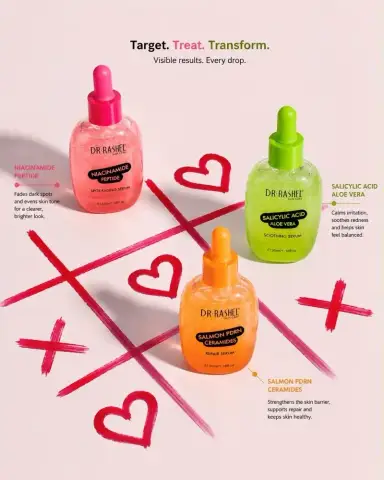 Target. Treat. Transform.
Visible results. Every drop.
DR.RASHEL
NIACINAMIDE
PEPTIDE
NIACINAMIDE
PEPTIDE
Fades dark spots
and evens skin tone
for a clearer,
brighter look.
DR.RASHEL
SALICYLIC ACID
ALOE VERA
SOOTHING SERUM
SALICYLIC ACID
ALOE VERA
Calms irritation,
soothes redness
and helps skin
feel balanced.
DR.RASHEL
SALMON PDRN
CERAMIDES
REPAIR SERUM
SALMON PDRN
CERAMIDES
Strengthens the skin barrier,
supports repair and
keeps skin healthy.